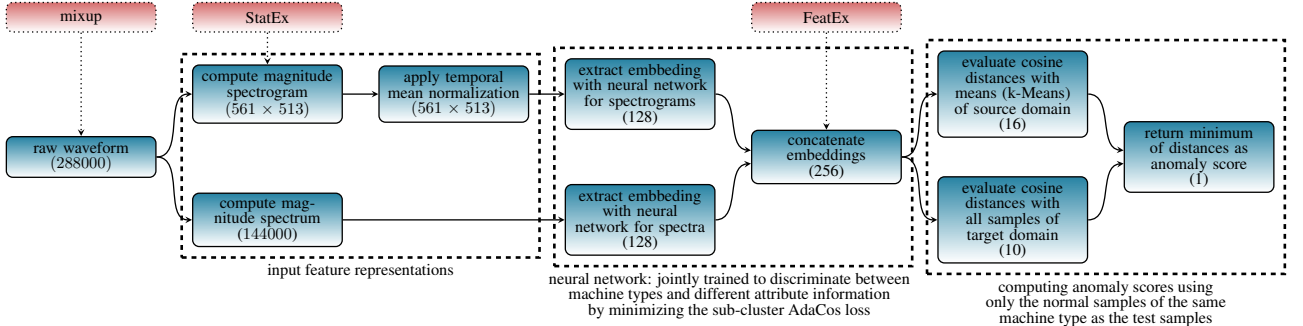 mixup
StatEx
FeatEx
raw waveform
(288000)
compute magnitude
spectrogram
(561 × 513)
apply temporal
mean normalization
(561 × 513)
compute mag-
nitude spectrum
(144000)
input feature representations
extract embbeding
with neural network
for spectrograms
(128)
extract embbeding
with neural
network for spectra
(128)
concatenate
embeddings
(256)
neural network: jointly trained to discriminate between
machine types and different attribute information
by minimizing the sub-cluster AdaCos loss
evaluate cosine
distances with
means (k-Means)
of source domain
(16)
evaluate cosine
distances with
all samples of
target domain
(10)
return minimum
of distances as
anomaly score
(1)
computing anomaly scores using
only the normal samples of the same
machine type as the test samples